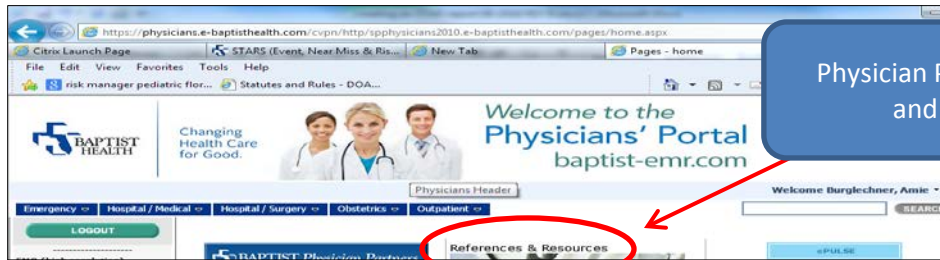 https://physicians.e-baptisthealth.com/cvpn/http/spphysicians2010.e-baptisthealth.com/pages/home.aspx
Citrix Launch Page STARS (Event, Near Miss & Ris... New Tab Pages - home
File Edit View Favorites Tools Help
risk manager pediatric flor... Statutes and Rules - DOA...
Physician
and
BAPTIST
HEALTH
Changing
Health Care
for Good.
Welcome to the
Physicians' Portal
baptist-emr.com
Physicians Header
Welcome Burglechner, Amie
Emergency Hospital / Medical Hospital / Surgery Obstetrics Outpatient
LOGOUT
BAPTIST Physician Partners
References & Resources
ePULSE